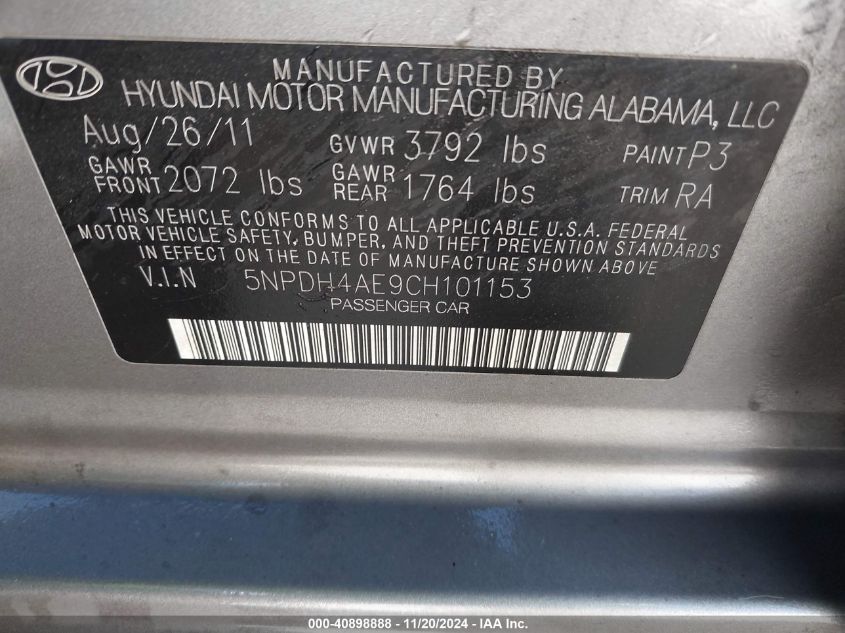 MANUFACTURED BY
HYUNDAI MOTOR MANUFACTURING ALABAMA, LLC
Aug/26/11 GVWR 3792 lbs PAINT P3
GAWR FRONT 2072 lbs GAWR REAR 1764 lbs TRIM RA
THIS VEHICLE CONFORMS TO ALL APPLICABLE U.S.A. FEDERAL
MOTOR VEHICLE SAFETY, BUMPER, AND THEFT PREVENTION STANDARDS
IN EFFECT ON THE DATE OF MANUFACTURE SHOWN ABOVE
V.I.N 5NPDH4AE9CH101153
PASSENGER CAR
000-40898888 - 11/20/2024 - IAA Inc.